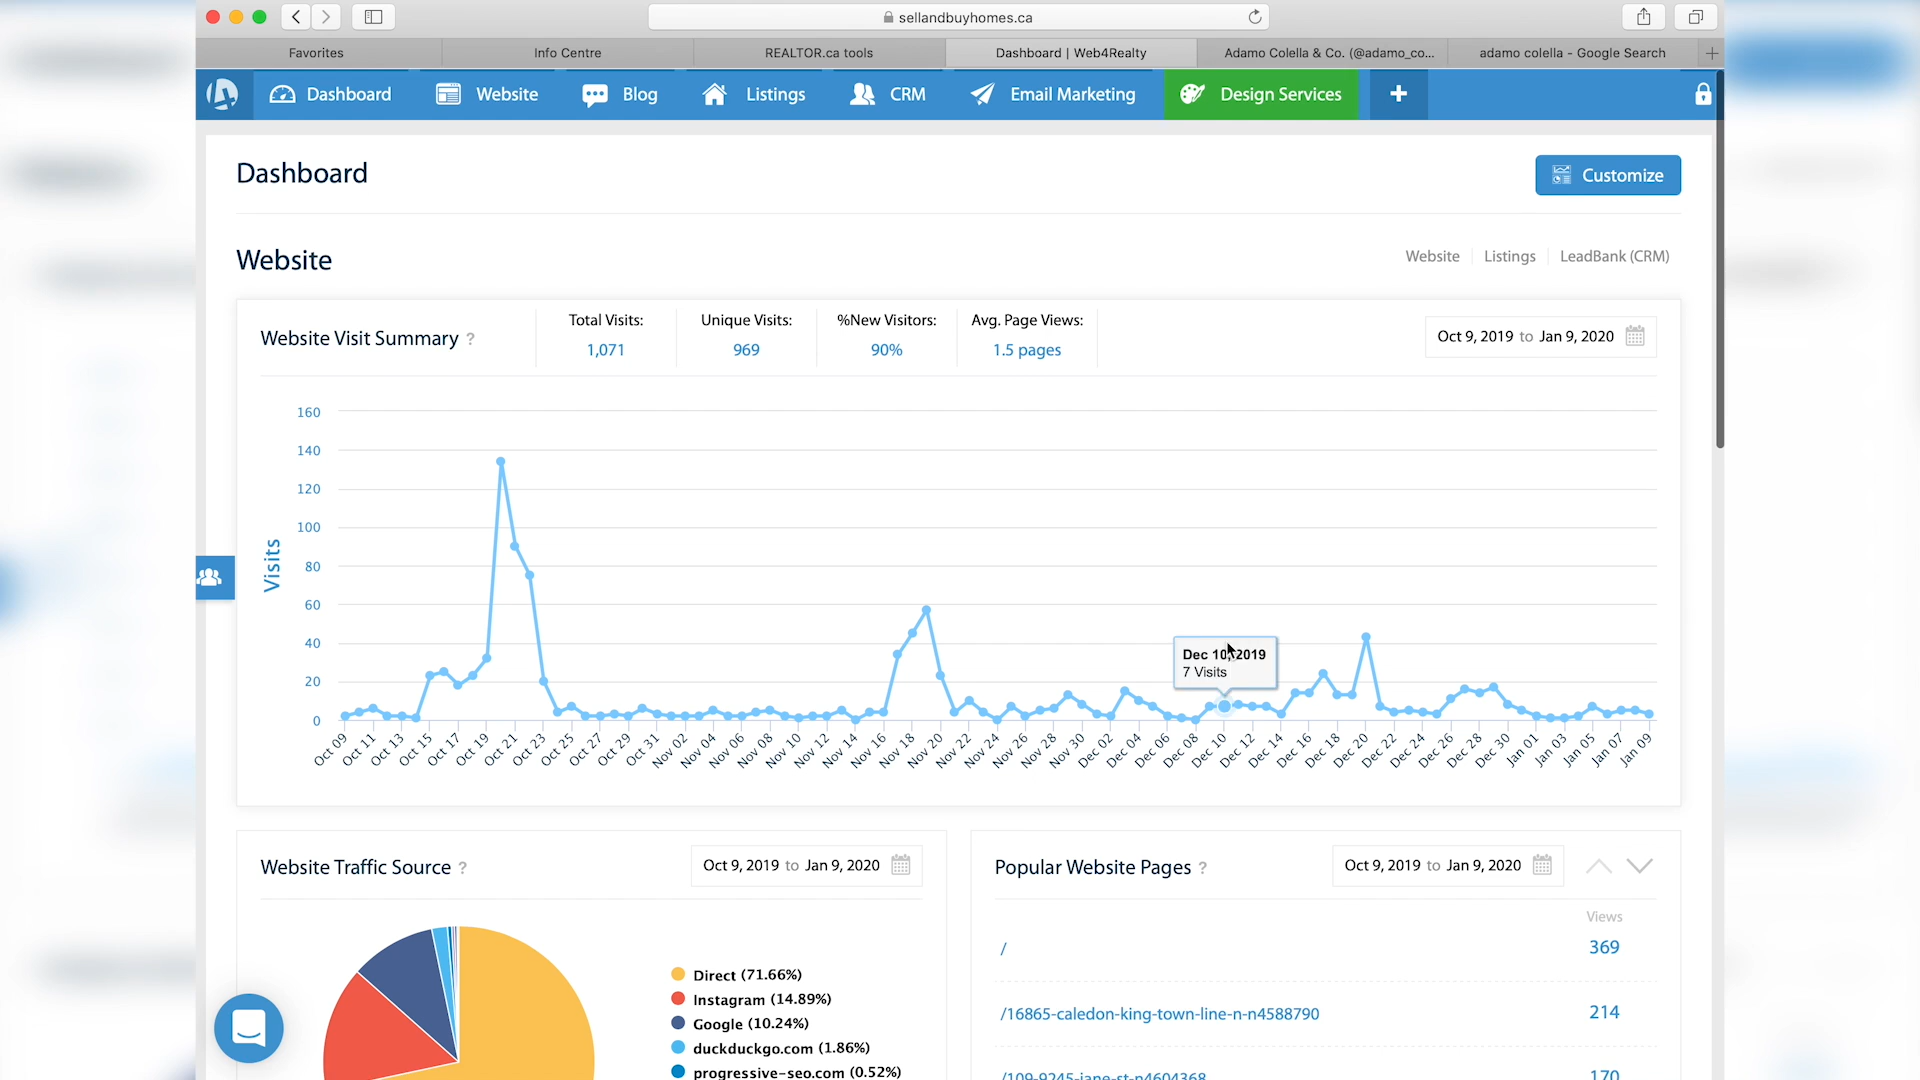 sellandbuyhomes.ca
Favorites
Info Centre
REALTOR.ca tools
Dashboard | Web4Realty
Adamo Colella & Co. (@adamo_co...
adamo colella - Google Search
Dashboard
Website
Blog
Listings
CRM
Email Marketing
Design Services
Dashboard
Customize
Website
Website
Listings
LeadBank (CRM)
Website Visit Summary ?
Total Visits:
1,071
Unique Visits:
969
%New Visitors:
90%
Avg. Page Views:
1.5 pages
Oct 9, 2019 to Jan 9, 2020
160
140
120
100
80
60
40
20
0
Visits
Dec 10, 2019
7 Visits
Oct 09
Oct 11
Oct 13
Oct 15
Oct 17
Oct 19
Oct 21
Oct 23
Oct 25
Oct 27
Oct 29
Oct 31
Nov 02
Nov 04
Nov 06
Nov 08
Nov 10
Nov 12
Nov 14
Nov 16
Nov 18
Nov 20
Nov 22
Nov 24
Nov 26
Nov 28
Nov 30
Dec 02
Dec 04
Dec 06
Dec 08
Dec 10
Dec 12
Dec 14
Dec 16
Dec 18
Dec 20
Dec 22
Dec 24
Dec 26
Dec 28
Dec 30
Jan 01
Jan 03
Jan 05
Jan 07
Jan 09
Website Traffic Source ?
Oct 9, 2019 to Jan 9, 2020
Direct (71.66%)
Instagram (14.89%)
Google (10.24%)
duckduckgo.com (1.86%)
progressive-seo.com (0.52%)
Popular Website Pages ?
Oct 9, 2019 to Jan 9, 2020
Views
/
369
/16865-caledon-king-town-line-n-n4588790
214
/109-9245-jane-st-n4604368
170